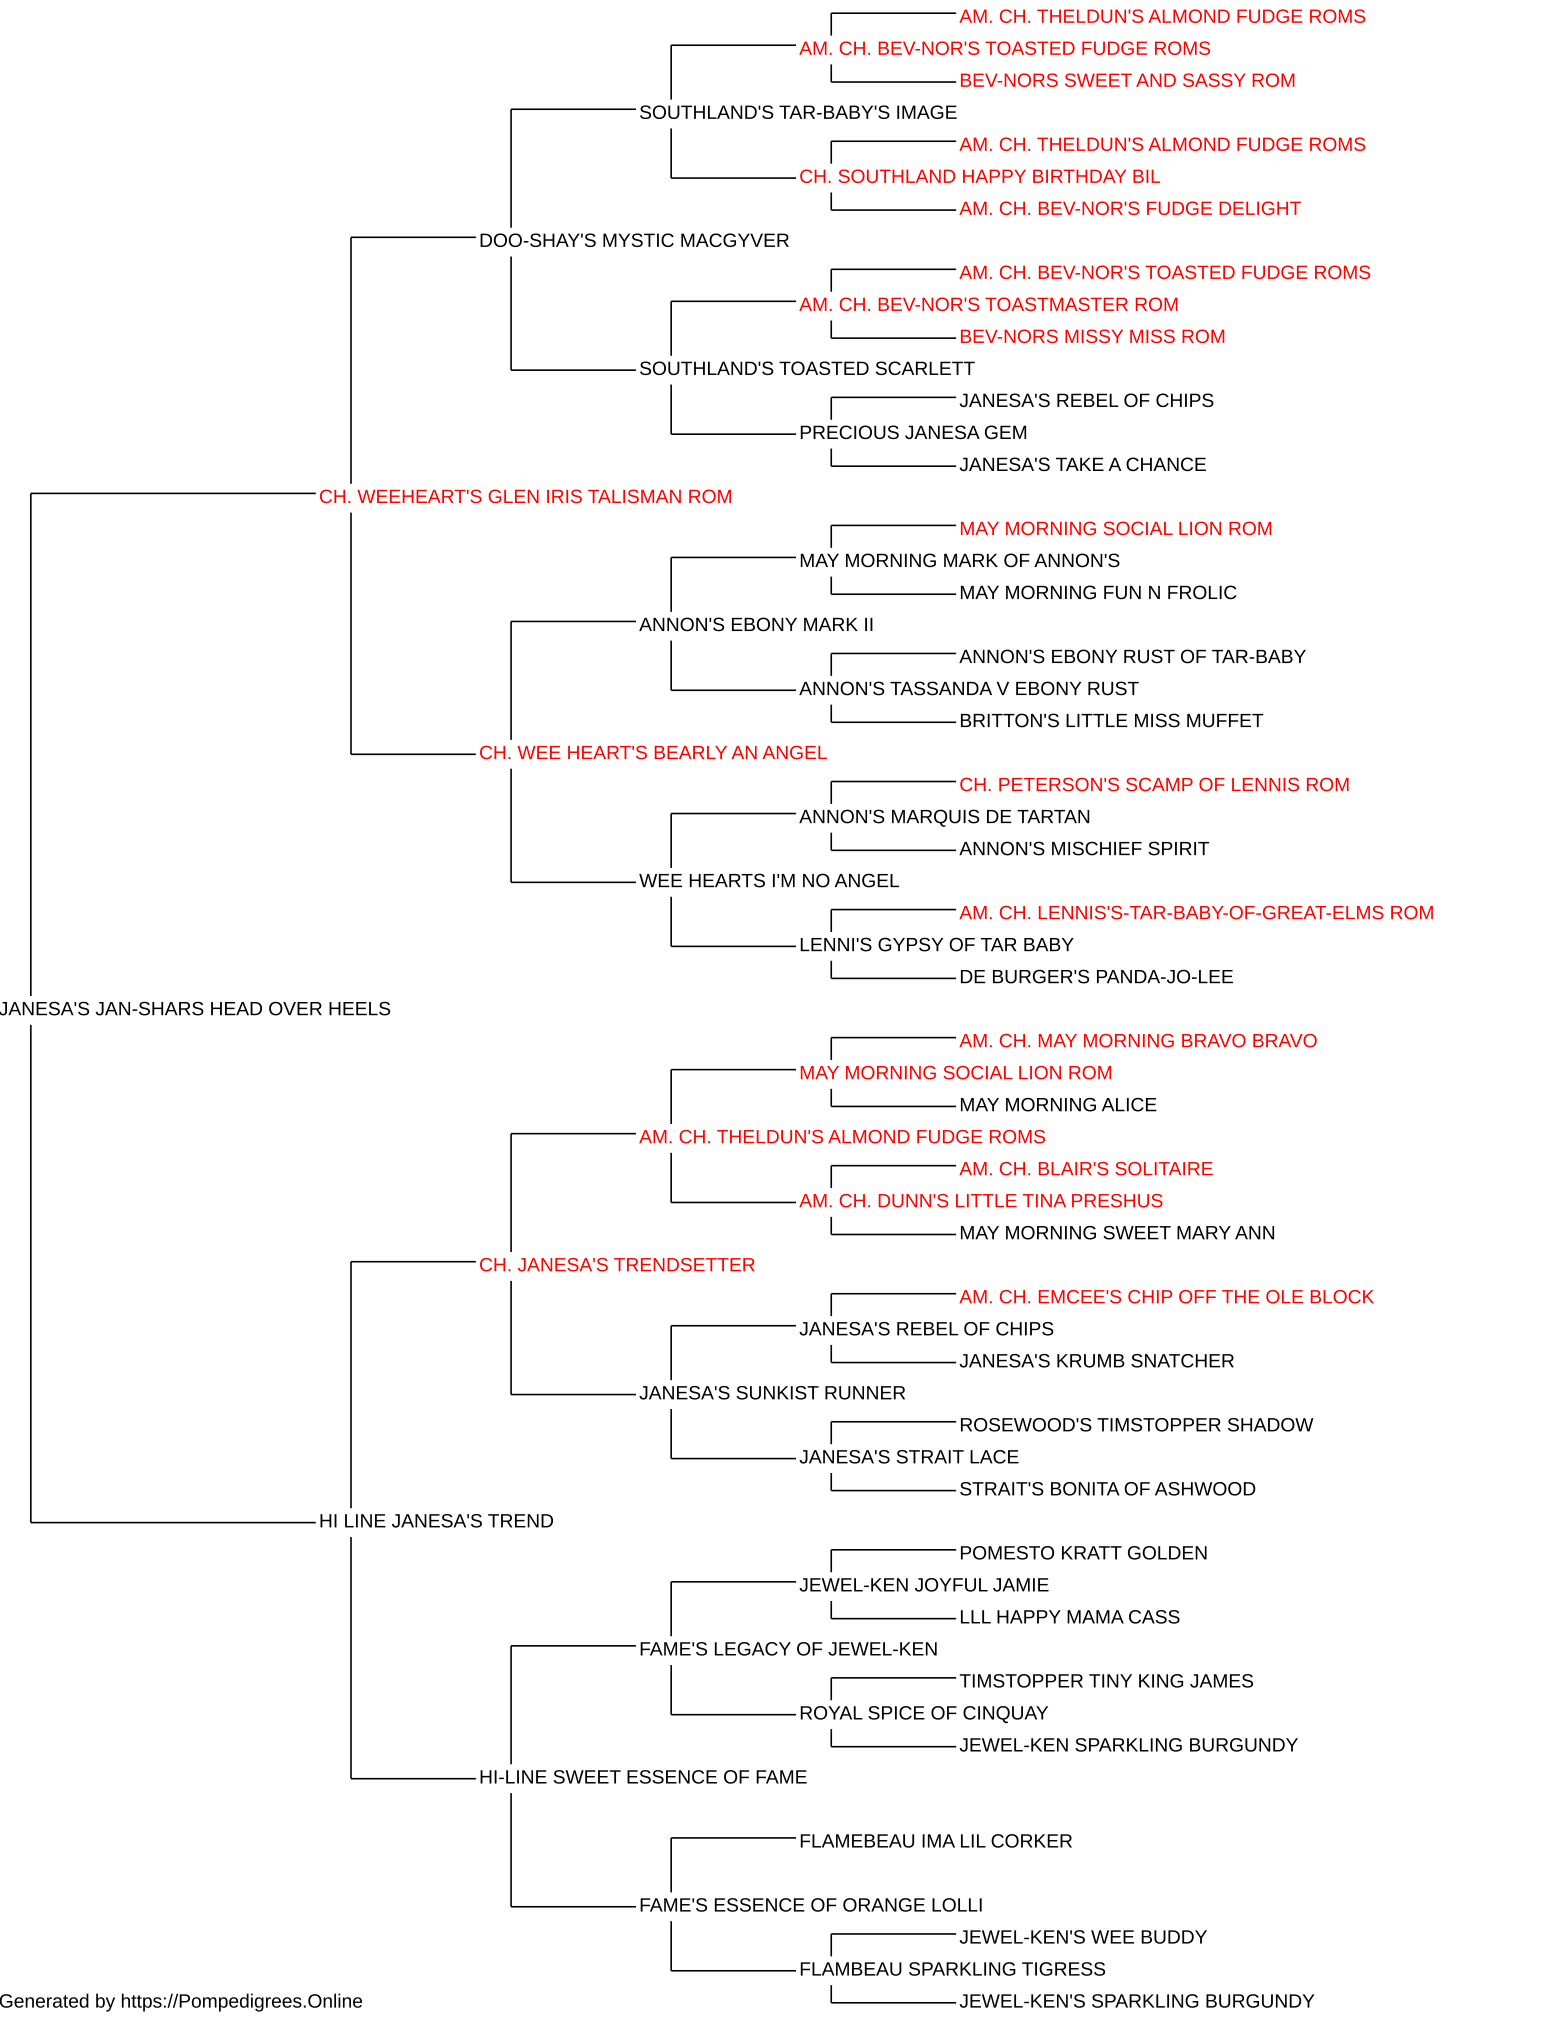 AM. CH. THELDUN'S ALMOND FUDGE ROMS
AM. CH. BEV-NOR'S TOASTED FUDGE ROMS
BEV-NORS SWEET AND SASSY ROM
SOUTHLAND'S TAR-BABY'S IMAGE
AM. CH. THELDUN'S ALMOND FUDGE ROMS
CH. SOUTHLAND HAPPY BIRTHDAY BIL
AM. CH. BEV-NOR'S FUDGE DELIGHT
DOO-SHAY'S MYSTIC MACGYVER
AM. CH. BEV-NOR'S TOASTED FUDGE ROMS
AM. CH. BEV-NOR'S TOASTMASTER ROM
BEV-NORS MISSY MISS ROM
SOUTHLAND'S TOASTED SCARLETT
JANESA'S REBEL OF CHIPS
PRECIOUS JANESA GEM
JANESA'S TAKE A CHANCE
CH. WEEHEART'S GLEN IRIS TALISMAN ROM
MAY MORNING SOCIAL LION ROM
MAY MORNING MARK OF ANNON'S
MAY MORNING FUN N FROLIC
ANNON'S EBONY MARK II
ANNON'S EBONY RUST OF TAR-BABY
ANNON'S TASSANDA V EBONY RUST
BRITTON'S LITTLE MISS MUFFET
CH. WEE HEART'S BEARLY AN ANGEL
CH. PETERSON'S SCAMP OF LENNIS ROM
ANNON'S MARQUIS DE TARTAN
ANNON'S MISCHIEF SPIRIT
WEE HEARTS I'M NO ANGEL
AM. CH. LENNIS'S-TAR-BABY-OF-GREAT-ELMS ROM
LENNI'S GYPSY OF TAR BABY
DE BURGER'S PANDA-JO-LEE
JANESA'S JAN-SHARS HEAD OVER HEELS
AM. CH. MAY MORNING BRAVO BRAVO
MAY MORNING SOCIAL LION ROM
MAY MORNING ALICE
AM. CH. THELDUN'S ALMOND FUDGE ROMS
AM. CH. BLAIR'S SOLITAIRE
AM. CH. DUNN'S LITTLE TINA PRESHUS
MAY MORNING SWEET MARY ANN
CH. JANESA'S TRENDSETTER
AM. CH. EMCEE'S CHIP OFF THE OLE BLOCK
JANESA'S REBEL OF CHIPS
JANESA'S KRUMB SNATCHER
JANESA'S SUNKIST RUNNER
ROSEWOOD'S TIMSTOPPER SHADOW
JANESA'S STRAIT LACE
STRAIT'S BONITA OF ASHWOOD
HI LINE JANESA'S TREND
POMESTO KRATT GOLDEN
JEWEL-KEN JOYFUL JAMIE
LLL HAPPY MAMA CASS
FAME'S LEGACY OF JEWEL-KEN
TIMSTOPPER TINY KING JAMES
ROYAL SPICE OF CINQUAY
JEWEL-KEN SPARKLING BURGUNDY
HI-LINE SWEET ESSENCE OF FAME
FLAMEBEAU IMA LIL CORKER
FAME'S ESSENCE OF ORANGE LOLLI
JEWEL-KEN'S WEE BUDDY
FLAMBEAU SPARKLING TIGRESS
JEWEL-KEN'S SPARKLING BURGUNDY
Generated by https://Pompedigrees.Online